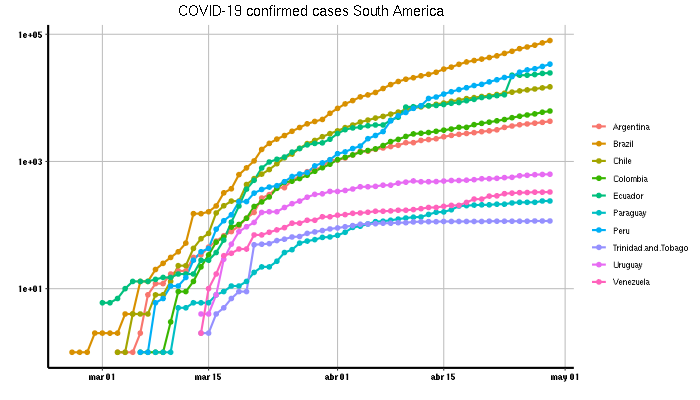 COVID-19 confirmed cases South America
1e+05
1e+03
1e+01
mar 01
mar 15
abr 01
abr 15
may 01
Argentina
Brazil
Chile
Colombia
Ecuador
Paraguay
Peru
Trinidad.and.Tobago
Uruguay
Venezuela